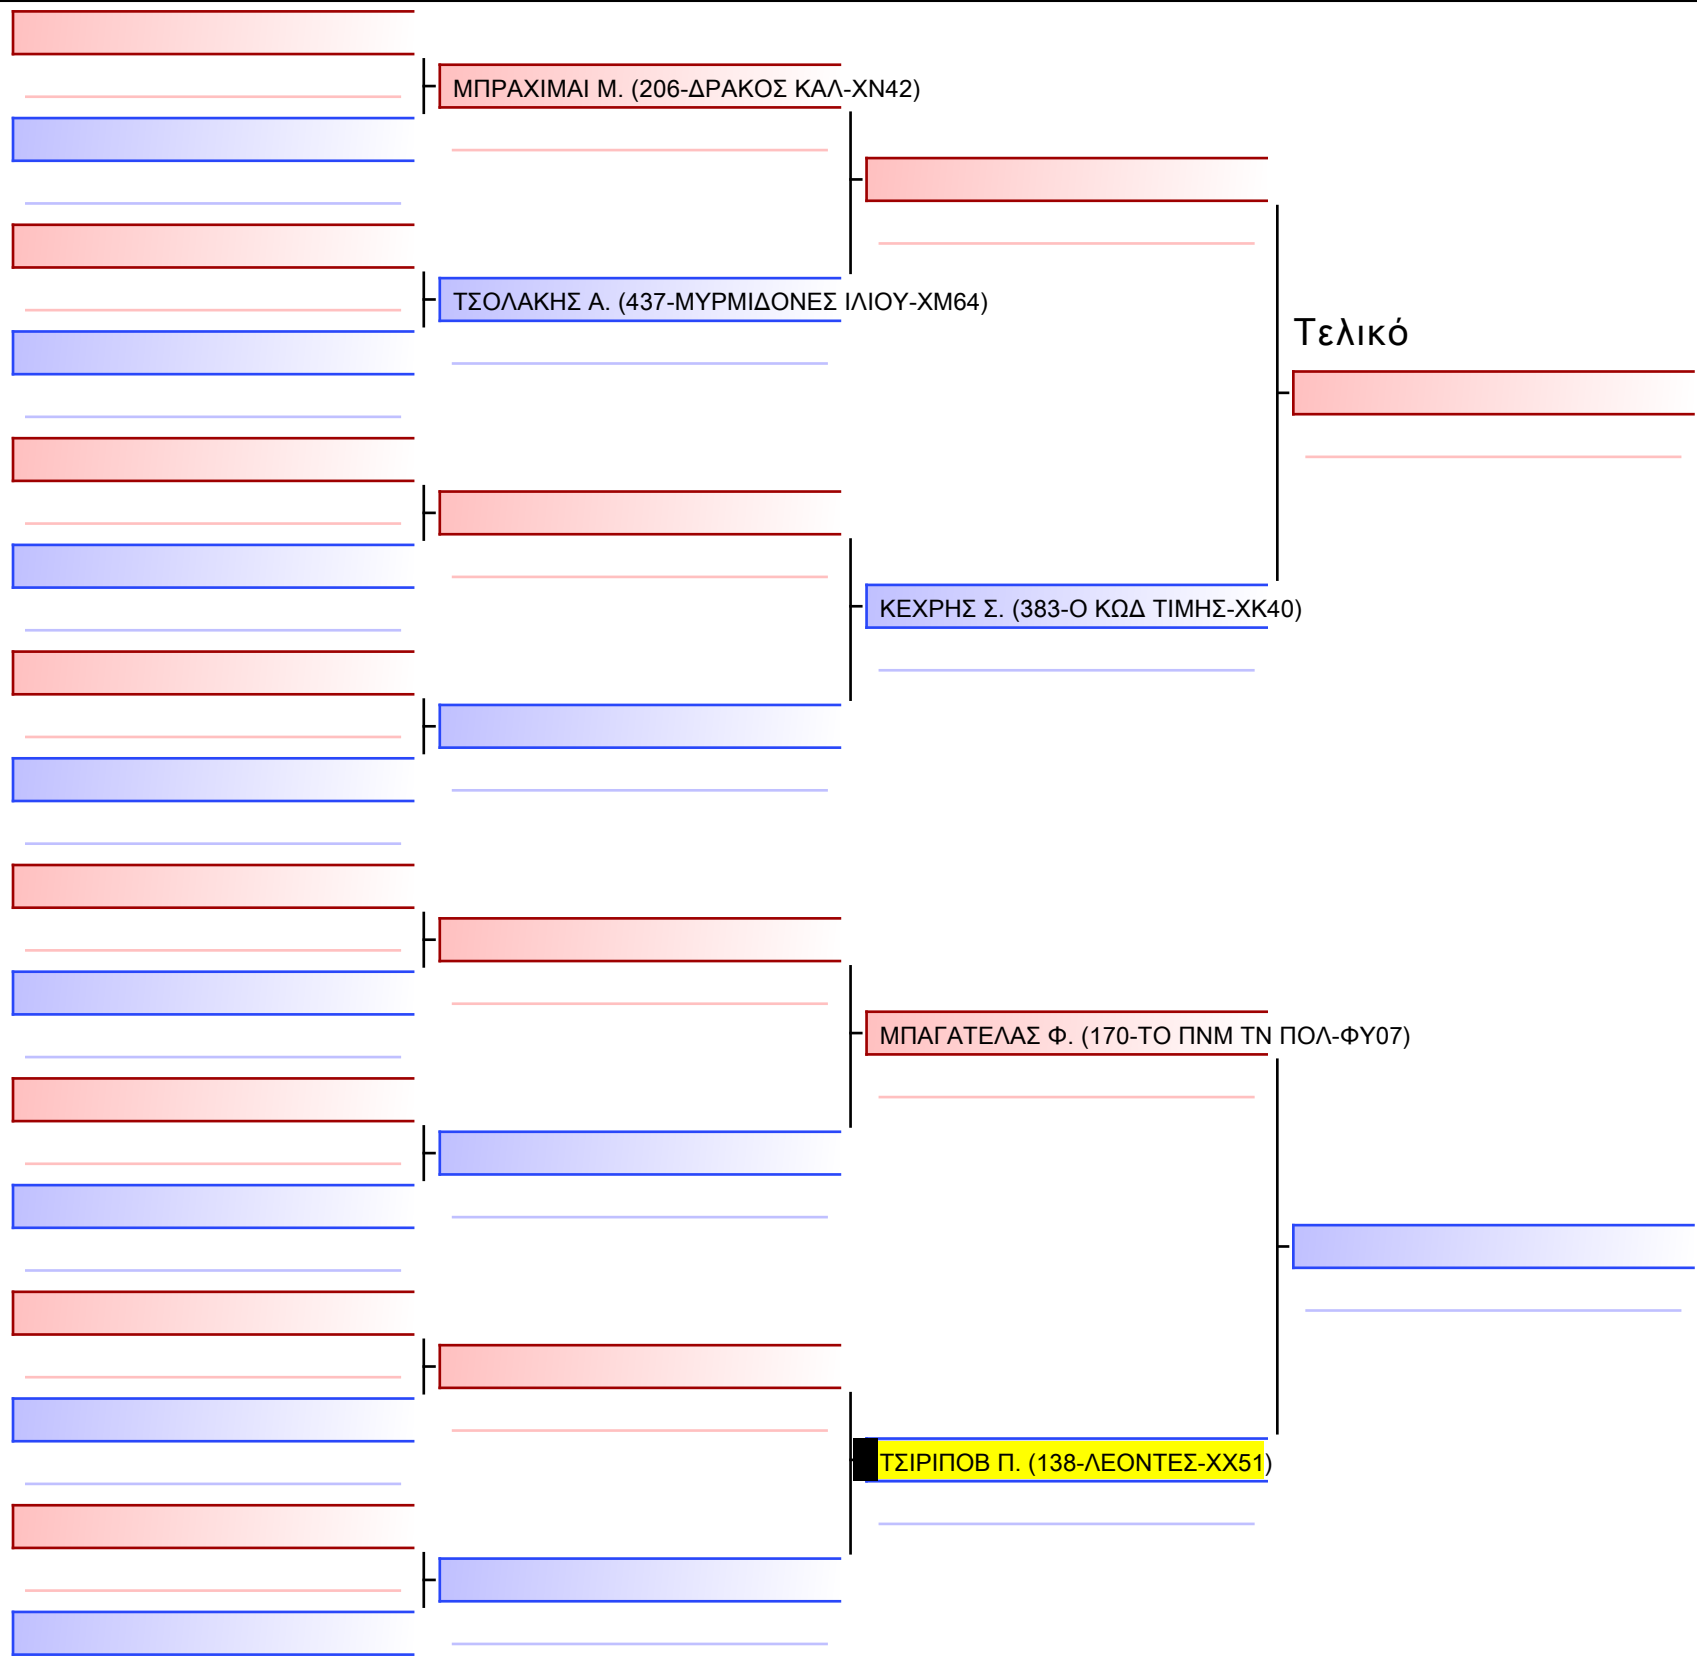 ΜΠΡΑΧΙΜΑΙ Μ. (206-ΔΡΑΚΟΣ ΚΑΛ-ΧΝ42)
ΤΣΟΛΑΚΗΣ Α. (437-ΜΥΡΜΙΔΟΝΕΣ ΙΛΙΟΥ-ΧΜ64)
Τελικό
ΚΕΧΡΗΣ Σ. (383-Ο ΚΩΔ ΤΙΜΗΣ-ΧΚ40)
ΜΠΑΓΑΤΕΛΑΣ Φ. (170-ΤΟ ΠΝΜ ΤΝ ΠΟΛ-ΦΥ07)
ΤΣΙΡΙΠΟΒ Π. (138-ΛΕΟΝΤΕΣ-ΧΧ51)